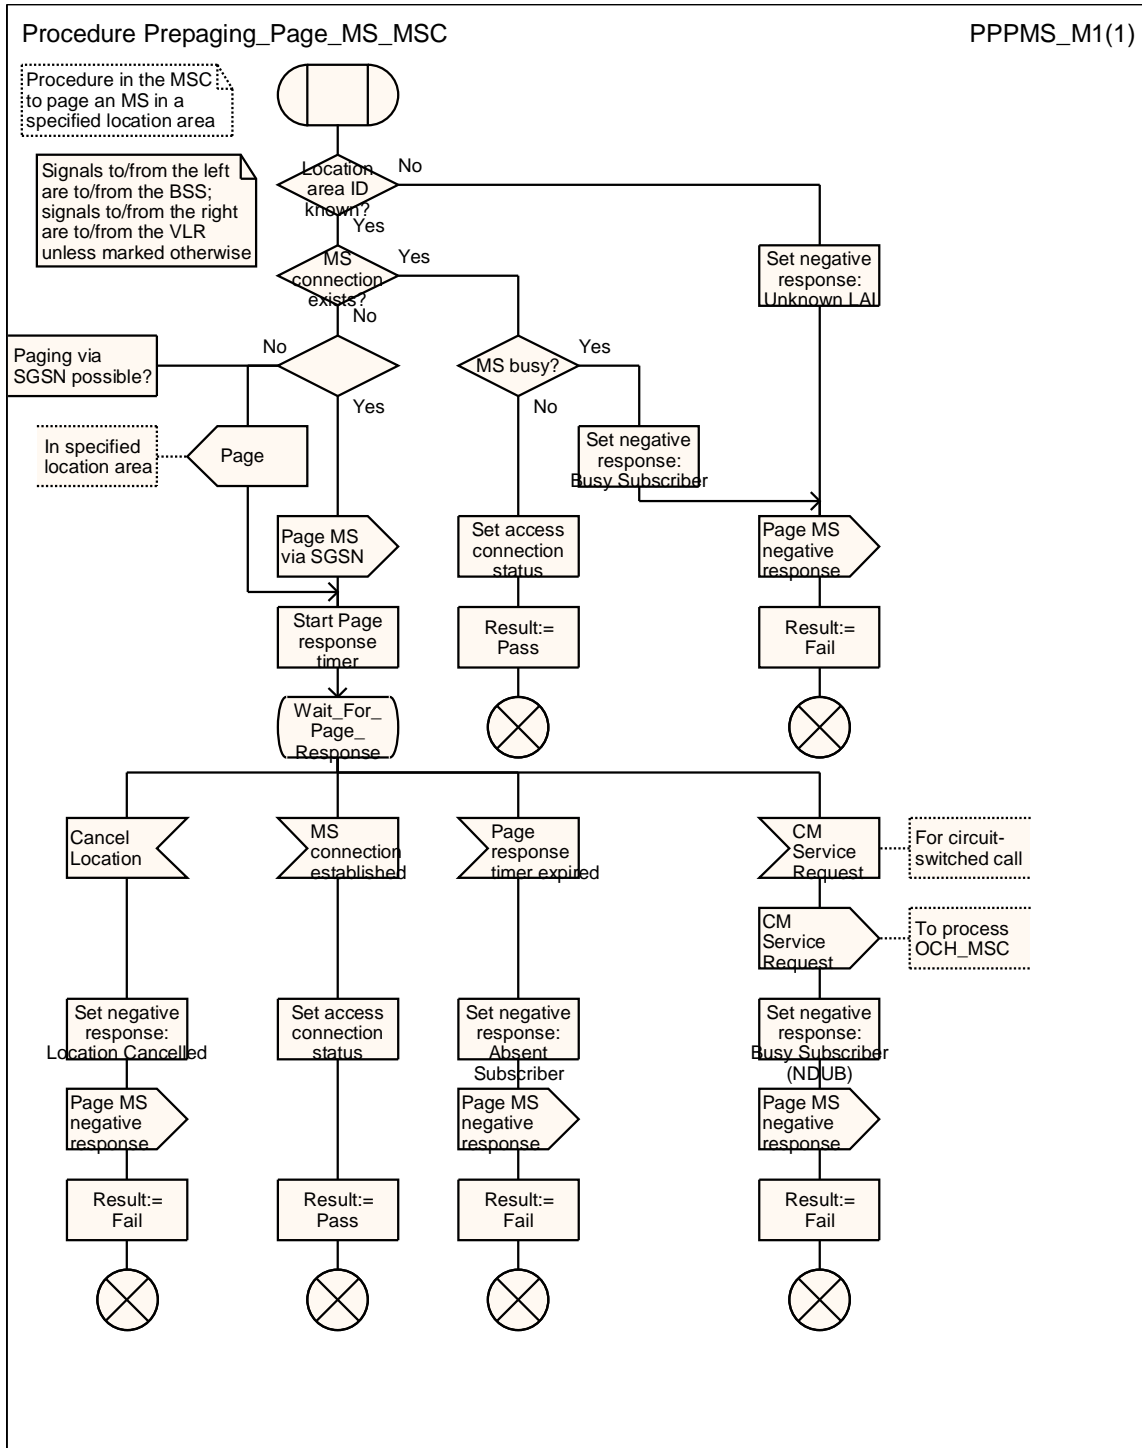 Procedure Prepaging_Page_MS_MSC
PPPMS_M1(1)
Procedure in the MSC
to page an MS in a
specified location area
Signals to/from the left
are to/from the BSS;
signals to/from the right
are to/from the VLR
unless marked otherwise
Location
area ID
known?
No
Yes
MS
connection
exists?
Yes
No
Set negative
response:
Unknown LAI
Paging via
SGSN possible?
No
Yes
MS busy?
Yes
No
In specified
location area
Page
Set negative
response:
Busy Subscriber
Page MS
via SGSN
Set access
connection
status
Page MS
negative
response
Start Page
response
timer
Result:=
Pass
Result:=
Fail
Wait_For_
Page_
Response
Cancel
Location
MS
connection
established
Page
response
timer expired
CM
Service
Request
For circuit-
switched call
CM
Service
Request
To process
OCH_MSC
Set negative
response:
Location Cancelled
Set access
connection
status
Set negative
response:
Absent
Subscriber
Set negative
response:
Busy Subscriber
(NDUB)
Page MS
negative
response
Page MS
negative
response
Page MS
negative
response
Result:=
Fail
Result:=
Pass
Result:=
Fail
Result:=
Fail